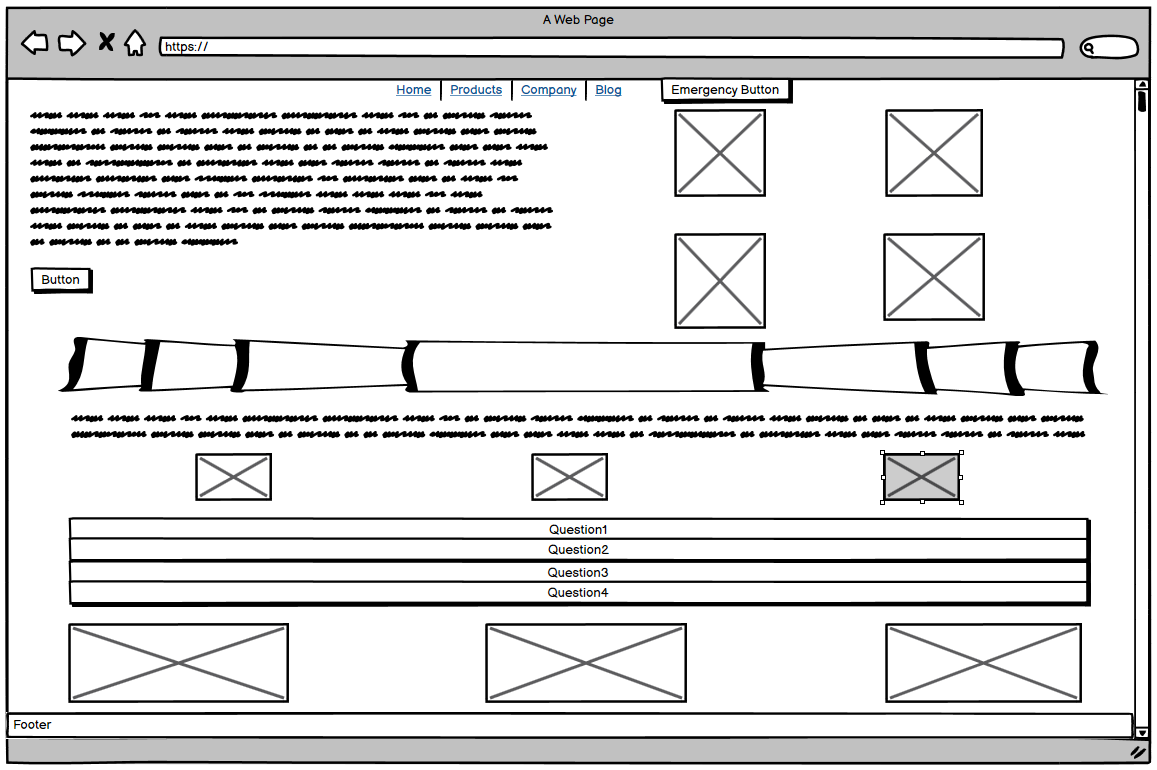 A Web Page
https://
Home Products Company Blog Emergency Button
Button
Question1
Question2
Question3
Question4
Footer